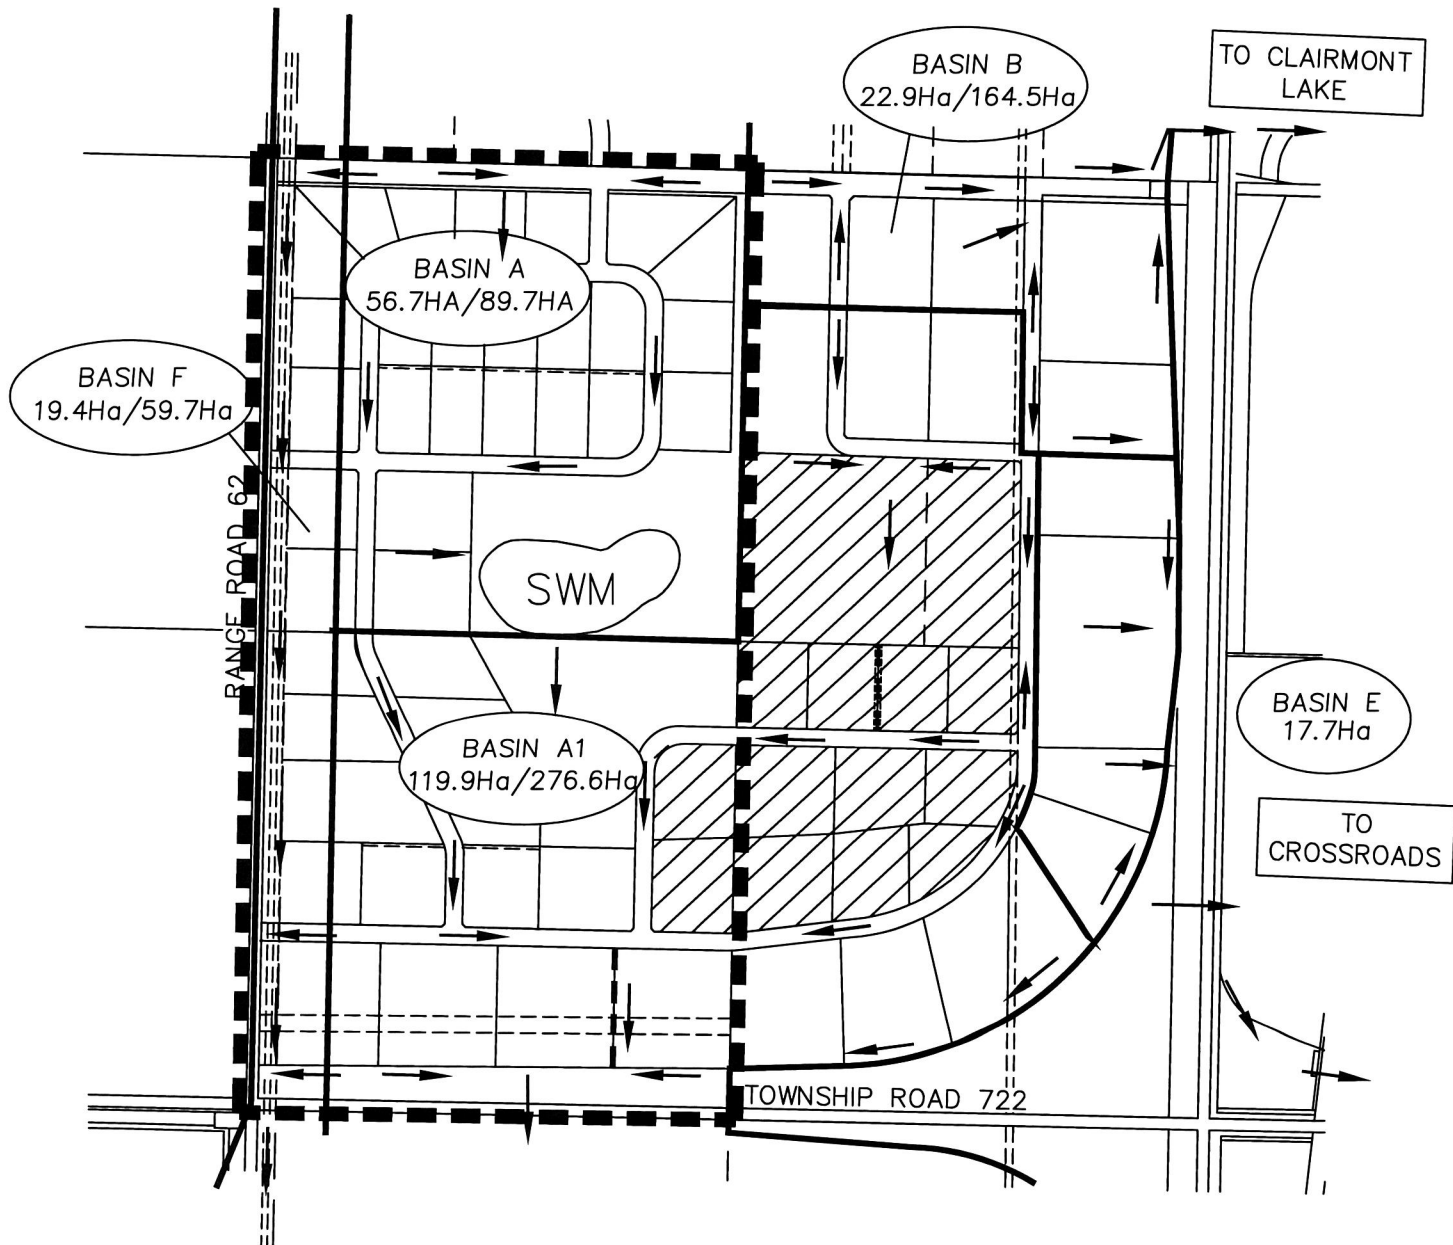 BASIN B
22.9Ha/164.5Ha
TO CLAIRMONT
LAKE
BASIN A
56.7HA/89.7HA
BASIN F
19.4Ha/59.7Ha
RANGE ROAD 62
SWM
BASIN A1
119.9Ha/276.6Ha
BASIN E
17.7Ha
TO
CROSSROADS
TOWNSHIP ROAD 722